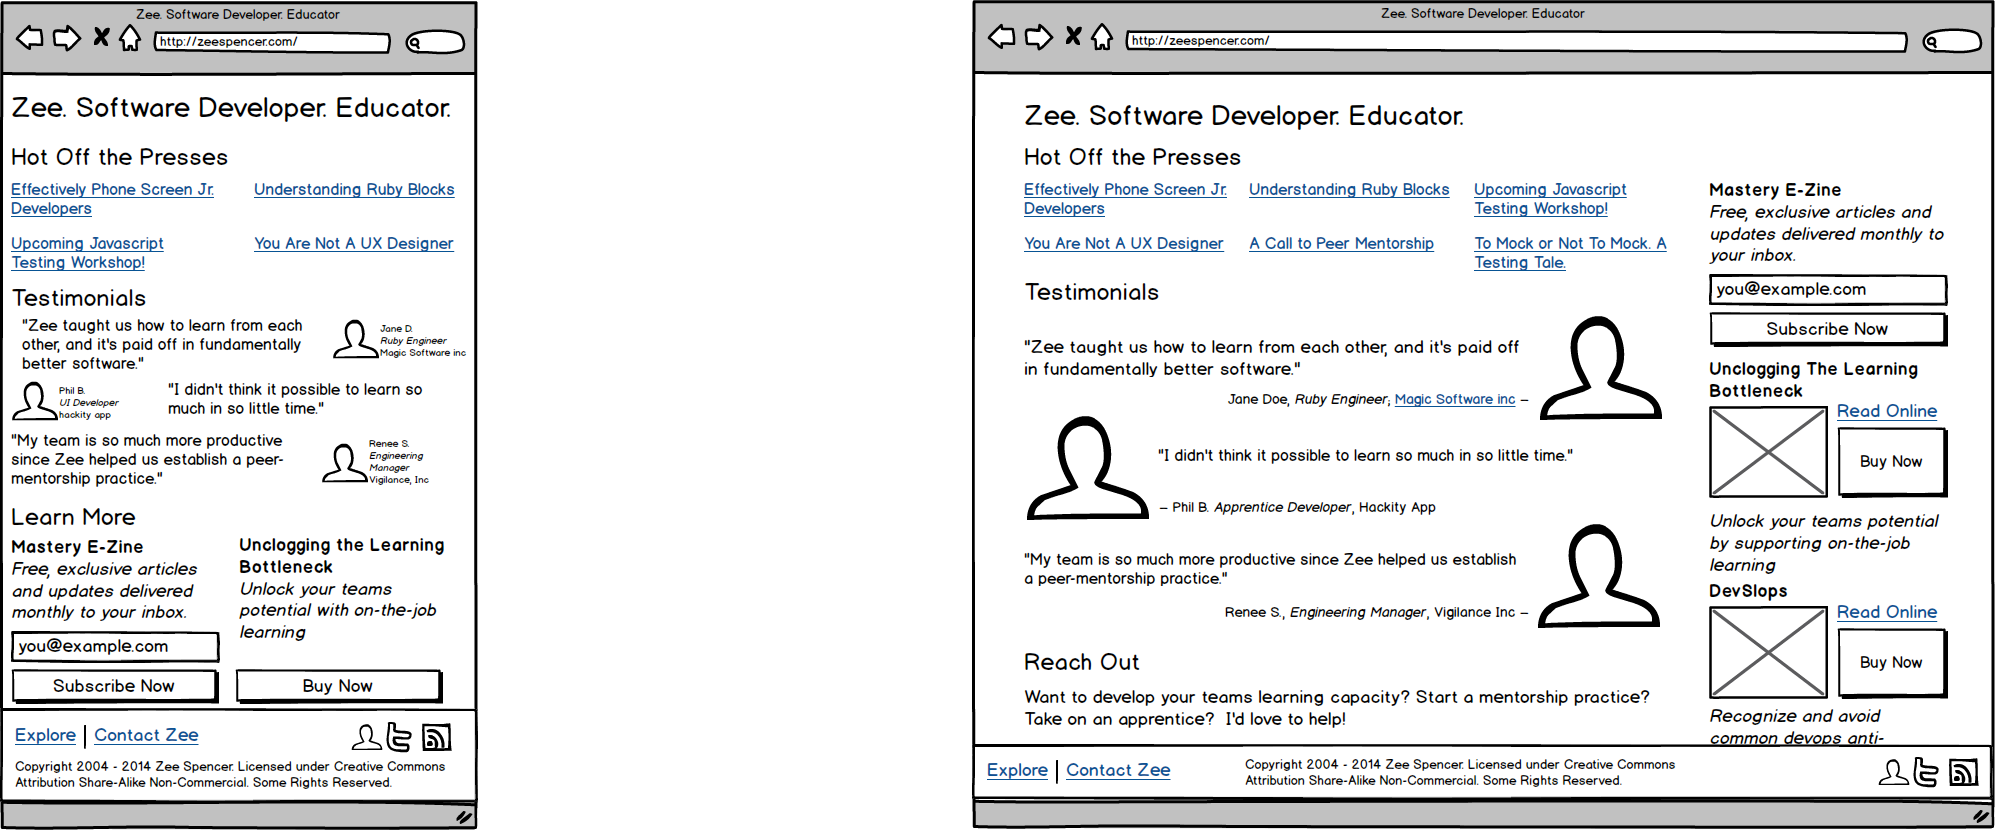 Zee. Software Developer. Educator
http://zeespencer.com/
Zee. Software Developer. Educator.
Hot Off the Presses
Effectively Phone Screen Jr.
Developers
Understanding Ruby Blocks
Upcoming Javascript
Testing Workshop!
You Are Not A UX Designer
Testimonials
"Zee taught us how to learn from each
other, and it's paid off in fundamentally
better software."
Jane D.
Ruby Engineer
Magic Software inc
Phil B.
UI Developer
hackity app
"I didn't think it possible to learn so
much in so little time."
"My team is so much more productive
since Zee helped us establish a peer-
mentorship practice."
Renee S.
Engineering
Manager
Vigilance, Inc
Learn More
Mastery E-Zine
Free, exclusive articles
and updates delivered
monthly to your inbox.
you@example.com
Subscribe Now
Unclogging the Learning
Bottleneck
Unlock your teams
potential with on-the-job
learning
Buy Now
Explore | Contact Zee
Copyright 2004 - 2014 Zee Spencer. Licensed under Creative Commons
Attribution Share-Alike Non-Commercial. Some Rights Reserved.
Zee. Software Developer. Educator
http://zeespencer.com/
Zee. Software Developer. Educator.
Hot Off the Presses
Effectively Phone Screen Jr.
Developers
Understanding Ruby Blocks
Upcoming Javascript
Testing Workshop!
You Are Not A UX Designer
A Call to Peer Mentorship
To Mock or Not To Mock. A
Testing Tale.
Testimonials
"Zee taught us how to learn from each other, and it's paid off
in fundamentally better software."
Jane Doe, Ruby Engineer, Magic Software inc –
"I didn't think it possible to learn so much in so little time."
– Phil B. Apprentice Developer, Hackity App
"My team is so much more productive since Zee helped us establish
a peer-mentorship practice."
Renee S., Engineering Manager, Vigilance Inc –
Reach Out
Want to develop your teams learning capacity? Start a mentorship practice?
Take on an apprentice? I'd love to help!
Mastery E-Zine
Free, exclusive articles and
updates delivered monthly to
your inbox.
you@example.com
Subscribe Now
Unclogging The Learning
Bottleneck
Read Online
Buy Now
Unlock your teams potential
by supporting on-the-job
learning
DevSlops
Read Online
Buy Now
Recognize and avoid
common devops anti-
Explore | Contact Zee
Copyright 2004 - 2014 Zee Spencer. Licensed under Creative Commons
Attribution Share-Alike Non-Commercial. Some Rights Reserved.